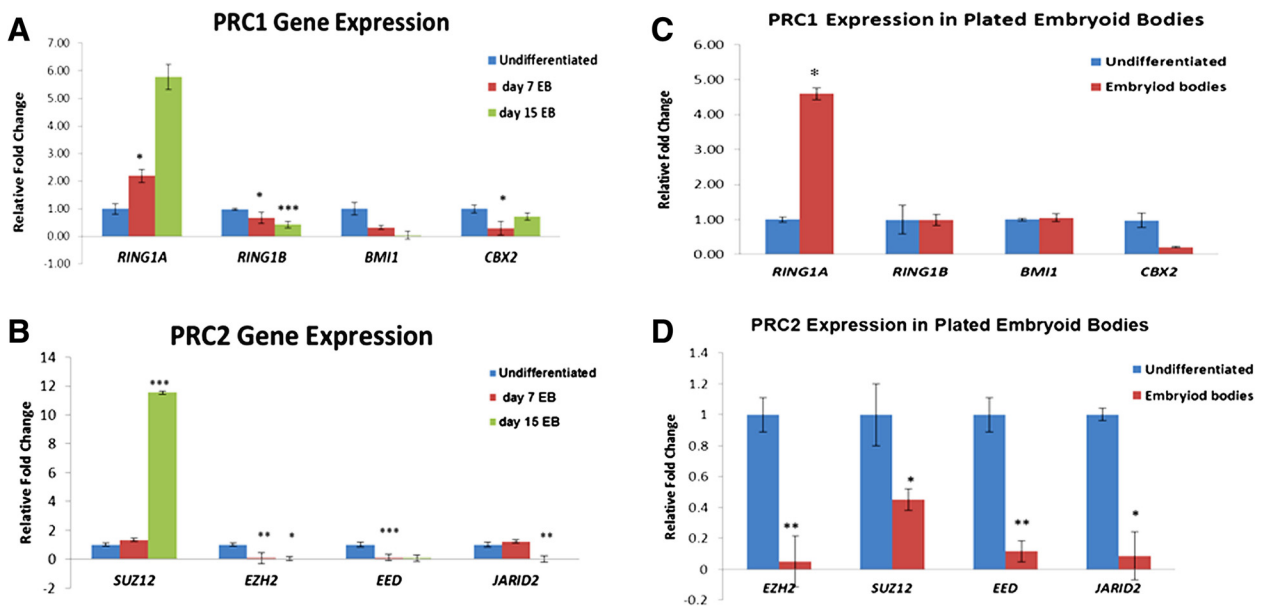 A
PRC1 Gene Expression
Relative Fold Change
7.00
6.00
5.00
4.00
3.00
2.00
1.00
0.00
-1.00
Undifferentiated
day 7 EB
day 15 EB
*
*
***
*
RING1A RING1B BMI1 CBX2
B
PRC2 Gene Expression
Relative Fold Change
14
12
10
8
6
4
2
0
-2
Undifferentiated
day 7 EB
day 15 EB
***
**
*
***
**
SUZ12 EZH2 EED JARID2
C
PRC1 Expression in Plated Embryoid Bodies
Relative Fold Change
6.00
5.00
4.00
3.00
2.00
1.00
0.00
Undifferentiated
Embryiod bodies
*
RING1A RING1B BMI1 CBX2
D
PRC2 Expression in Plated Embryoid Bodies
Relative Fold Change
1.4
1.2
1
0.8
0.6
0.4
0.2
0
-0.2
Undifferentiated
Embryiod bodies
**
*
**
*
EZH2 SUZ12 EED JARID2